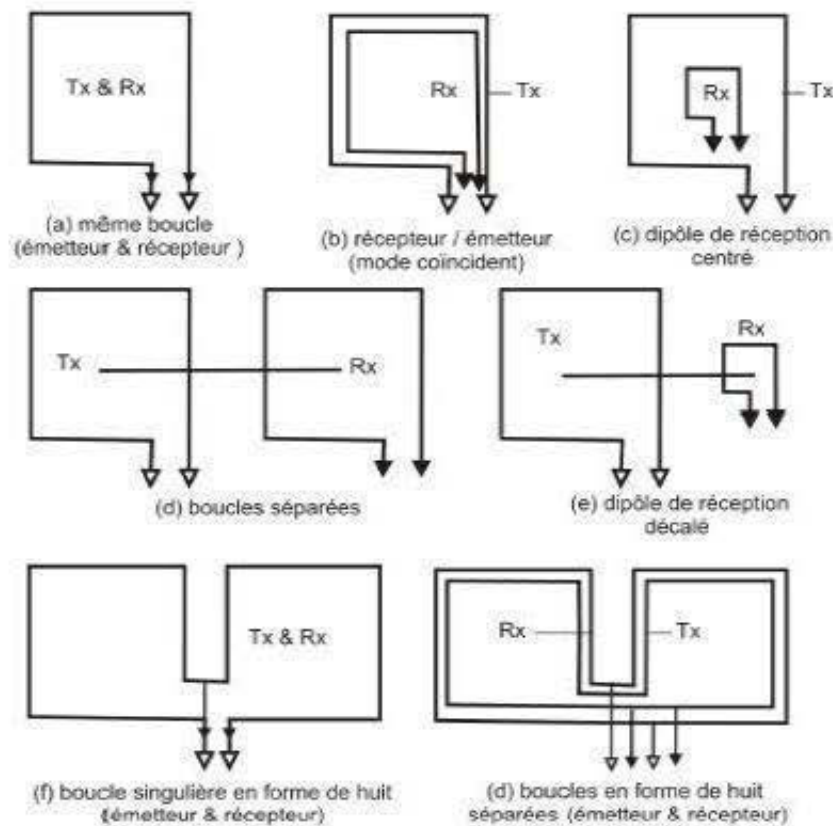 Tx & Rx
Rx
Tx
Rx
Tx
(a) même boucle
(émetteur & récepteur )
(b) récepteur / émetteur
(mode coïncident)
(c) dipôle de réception
centré
Tx
Rx
Tx
Rx
(d) boucles séparées
(e) dipôle de réception
décalé
Tx & Rx
Rx
Tx
(f) boucle singulière en forme de huit
(émetteur & récepteur)
(d) boucles en forme de huit
séparées (émetteur & récepteur)